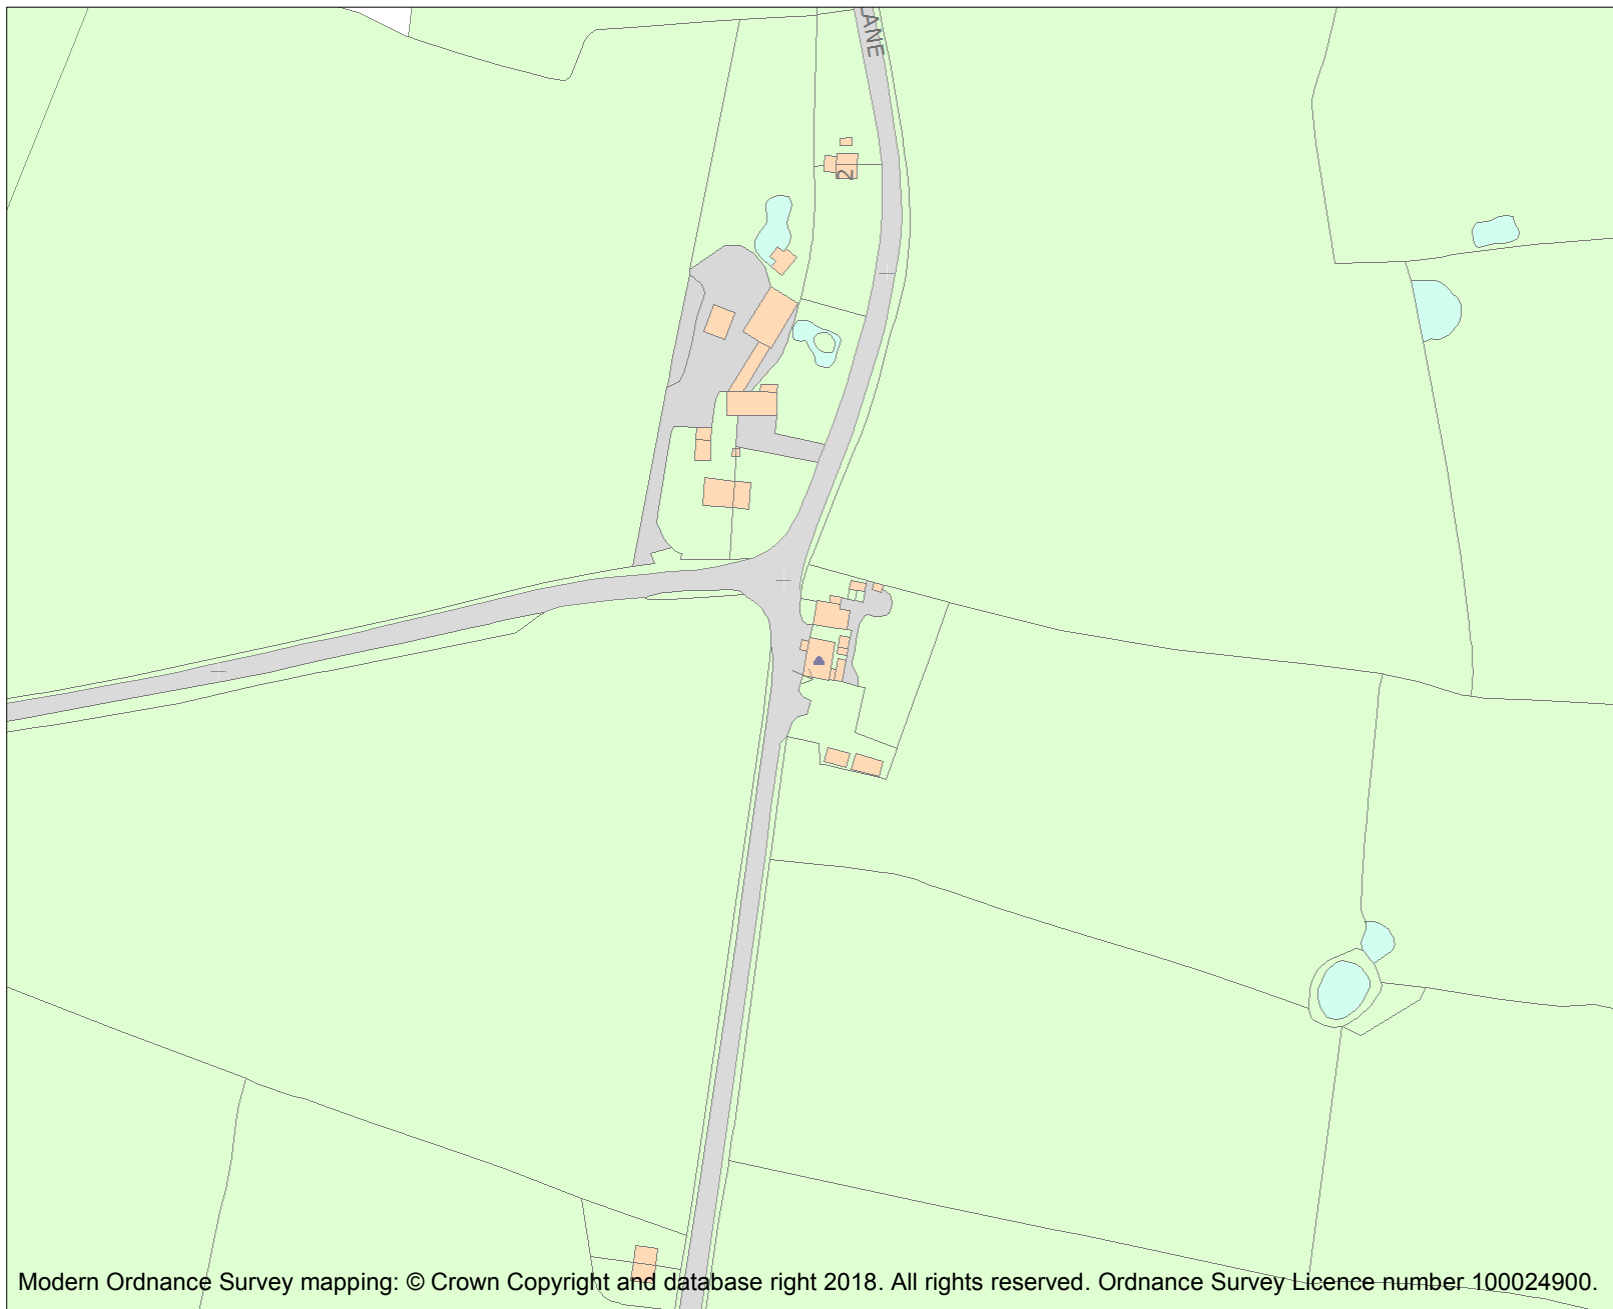 LANE
2
Modern Ordnance Survey mapping: © Crown Copyright and database right 2018. All rights reserved. Ordnance Survey Licence number 100024900.